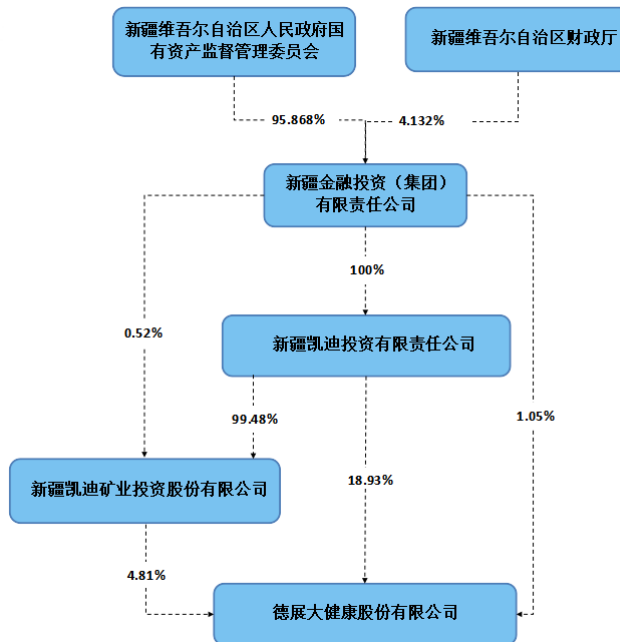 新疆维吾尔自治区人民政府国
有资产监督管理委员会
新疆维吾尔自治区财政厅
95.868%
4.132%
新疆金融投资（集团）
有限责任公司
100%
0.52%
新疆凯迪投资有限责任公司
99.48%
1.05%
新疆凯迪矿业投资股份有限公司
18.93%
4.81%
德展大健康股份有限公司